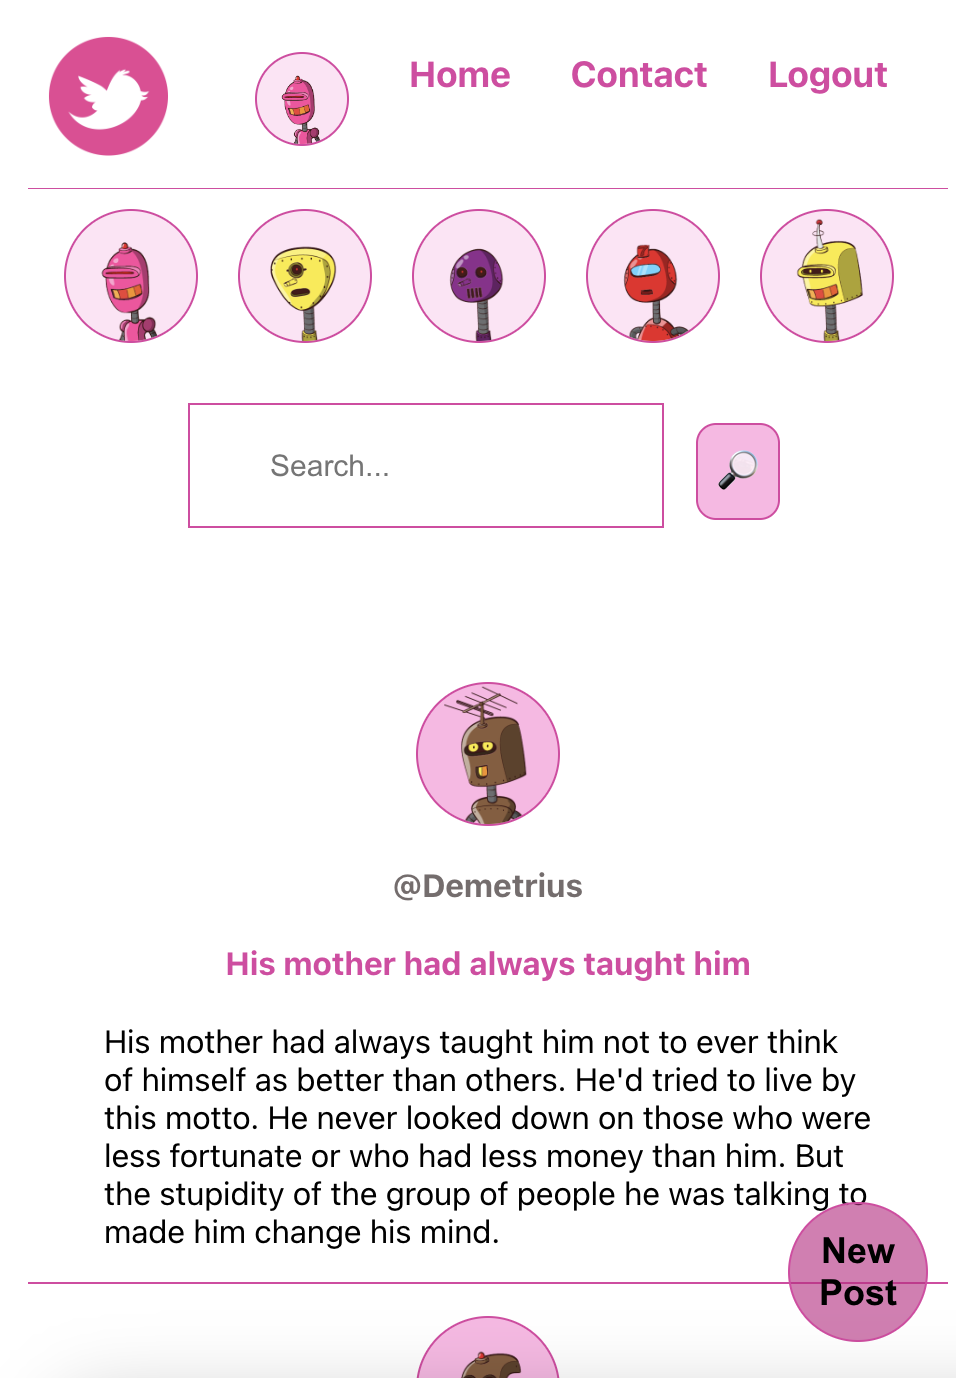 Home Contact Logout
Search...
@Demetrius
His mother had always taught him
His mother had always taught him not to ever think
of himself as better than others. He'd tried to live by
this motto. He never looked down on those who were
less fortunate or who had less money than him. But
the stupidity of the group of people he was talking to
made him change his mind.
New
Post